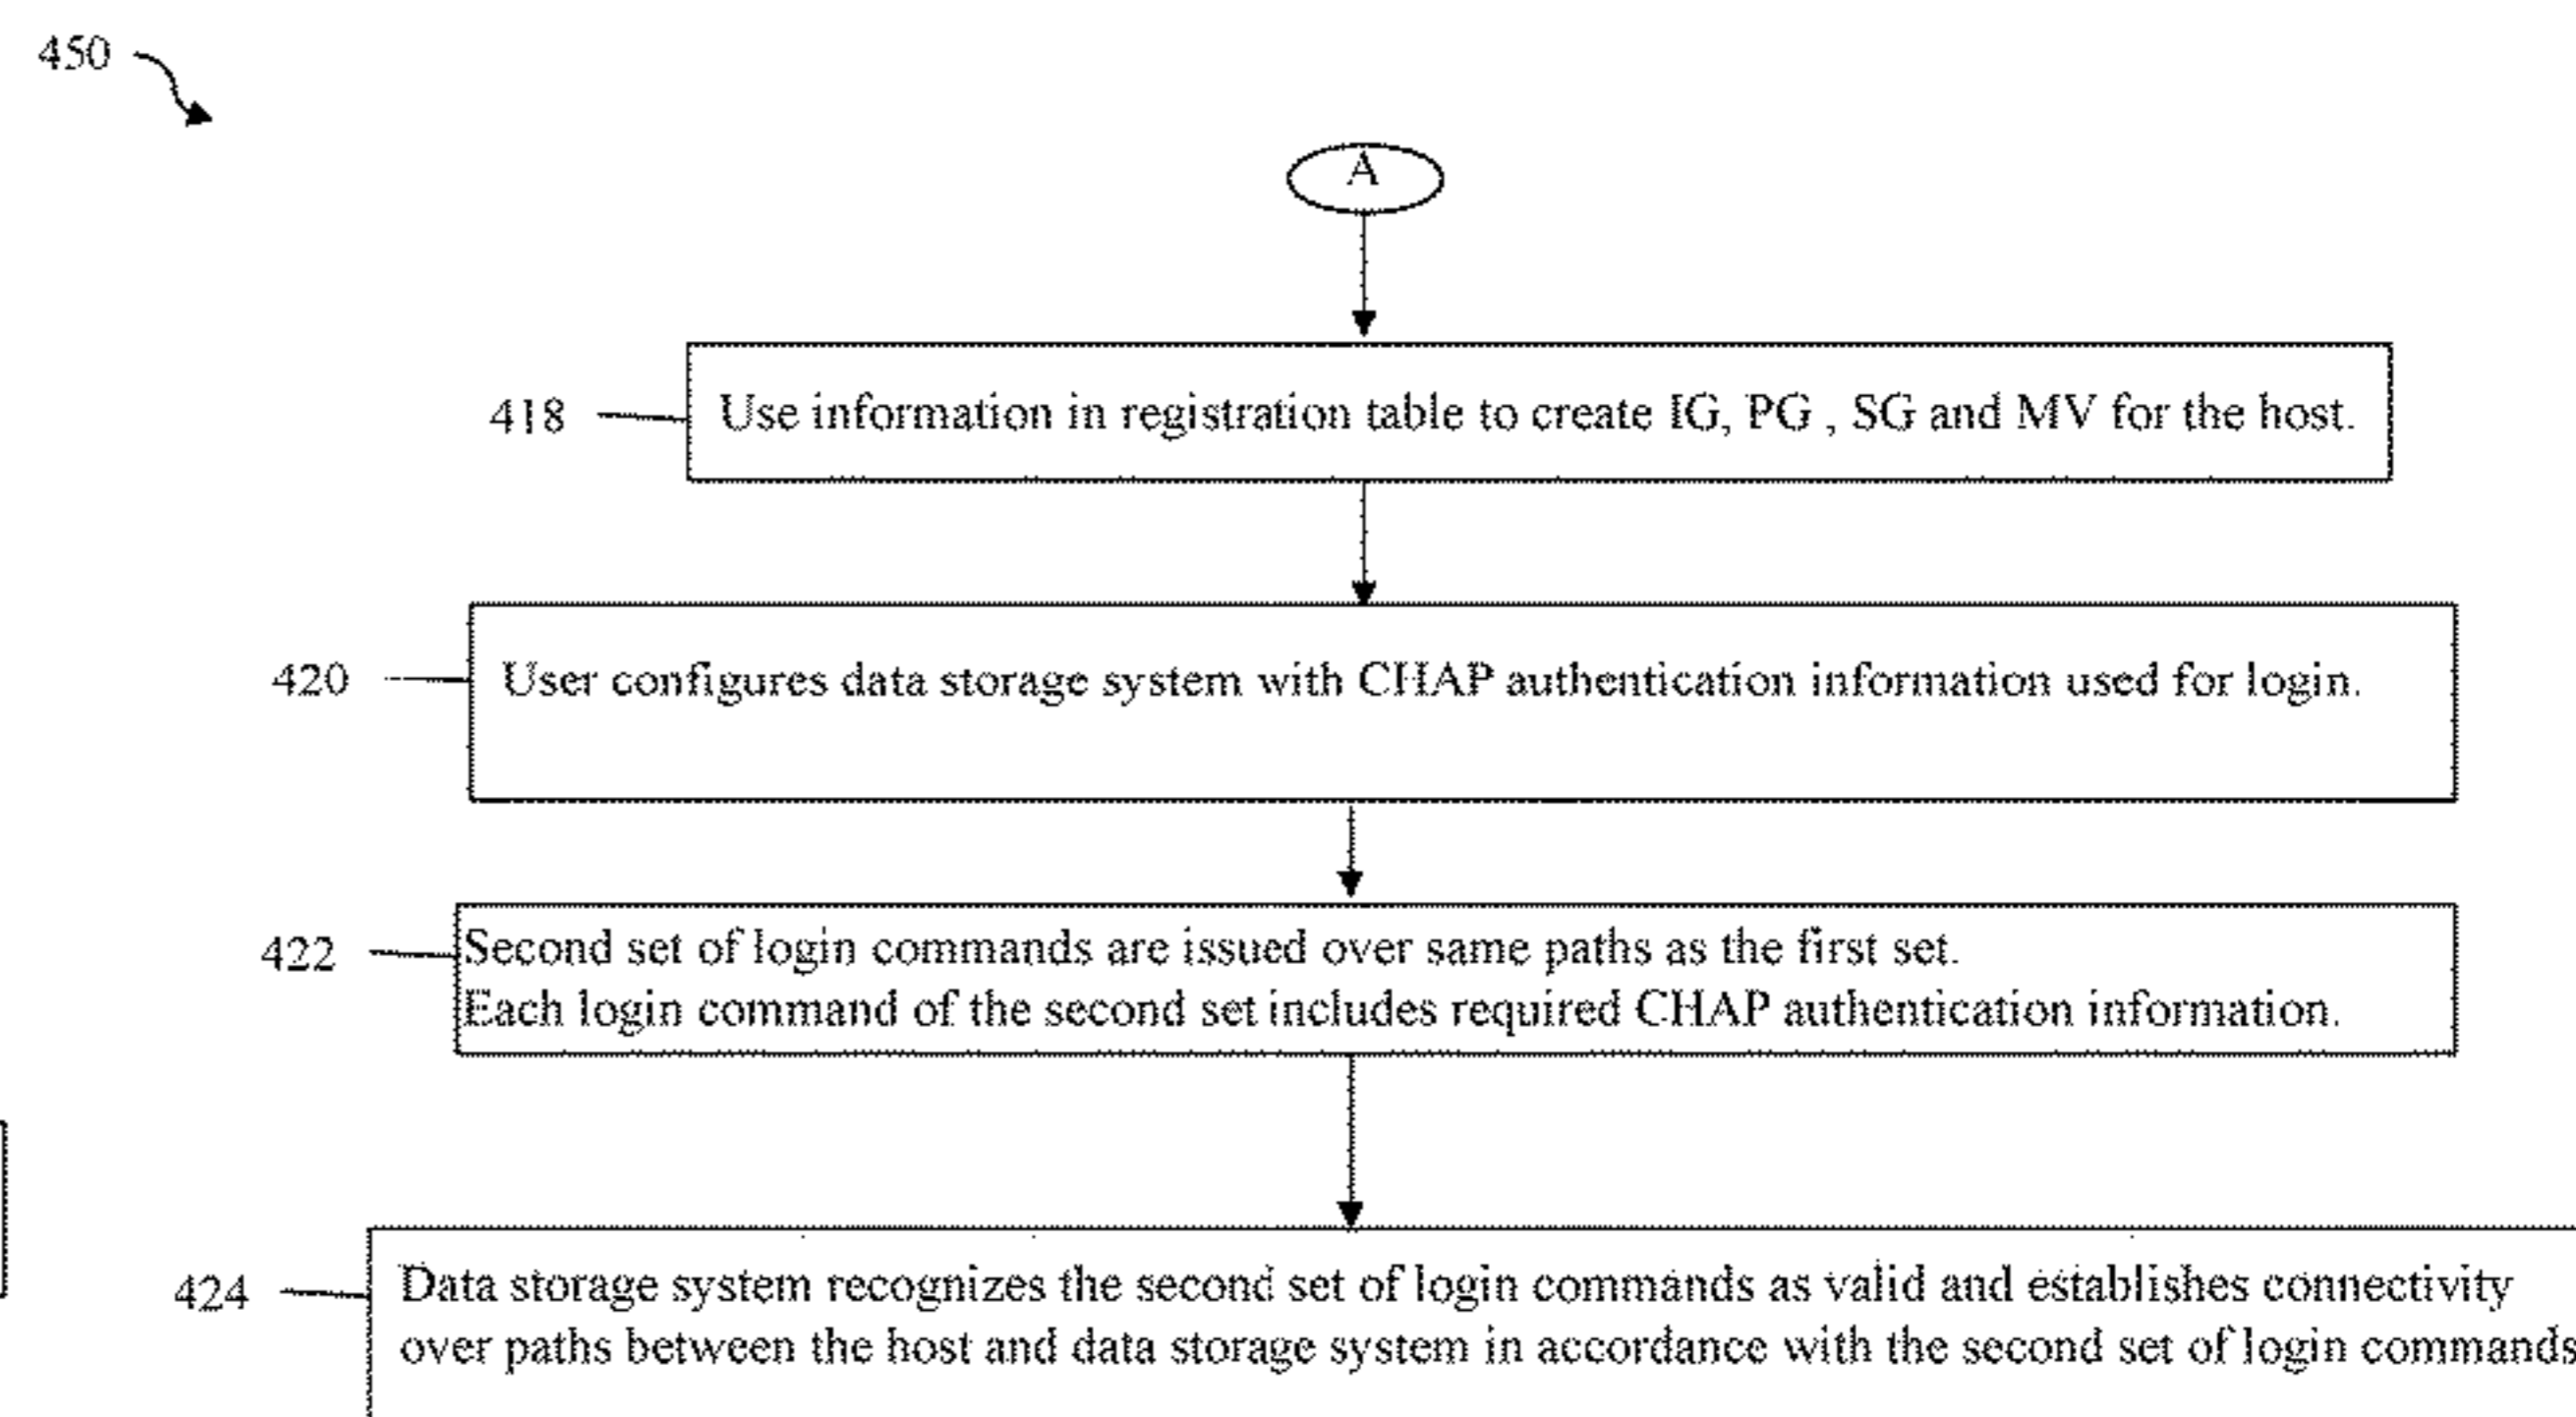 450
A
418
Use information in registration table to create IG, PG , SG and MV for the host.
420
User configures data storage system with CHAP authentication information used for login.
422
Second set of login commands are issued over same paths as the first set.
Each login command of the second set includes required CHAP authentication information.
424
Data storage system recognizes the second set of login commands as valid and establishes connectivity
over paths between the host and data storage system in accordance with the second set of login commands